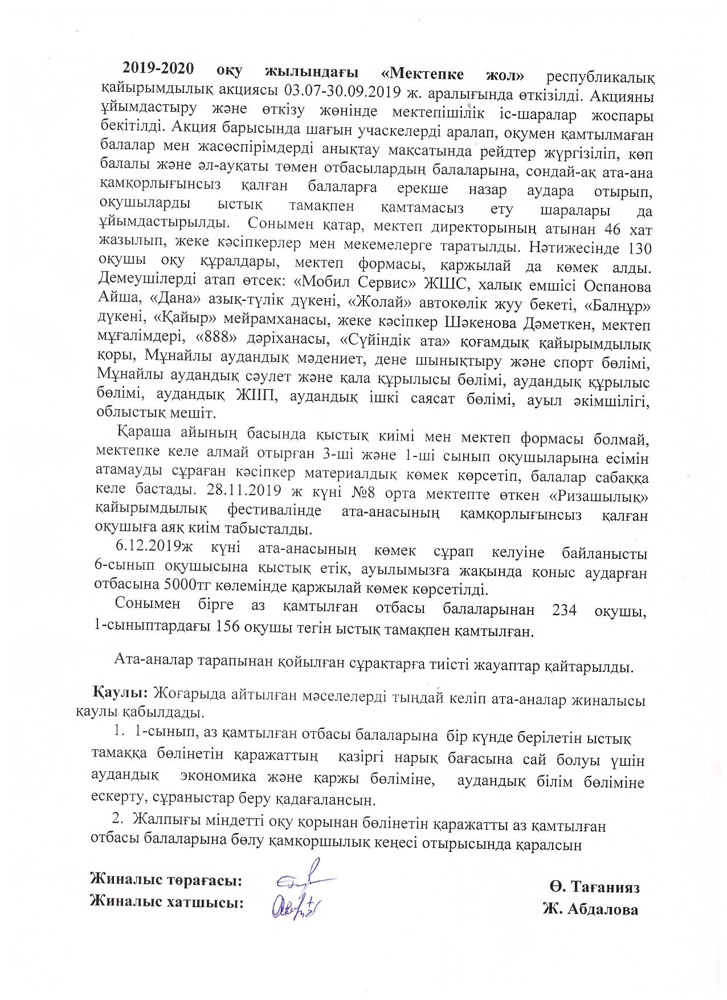 2019-2020 оқу жылындағы «Мектепке жол» республикалық
қайырымдылық акциясы 03.07-30.09.2019 ж. аралығында өткізілді. Акцияны
ұйымдастыру және өткізу жөнінде мектепішілік іс-шаралар жоспары
бекітілді. Акция барысында шағын учаскелерді аралап, оқумен қамтылмаған
балалар мен жасөспірімдерді анықтау мақсатында рейдтер жүргізіліп, көп
балалы және әл-ауқаты төмен отбасылардың балаларына, сондай-ақ ата-ана
қамқорлығынсыз қалған балаларға ерекше назар аудара отырып,
оқушыларды ыстық тамақпен қамтамасыз ету шаралары да
ұйымдастырылды. Сонымен қатар, мектеп директорының атынан 46 хат
жазылып, жеке кәсіпкерлер мен мекемелерге таратылды. Нәтижесінде 130
оқушы оқу құралдары, мектеп формасы, қаржылай да көмек алды.
Демеушілерді атап өтсек: «Мобил Сервис» ЖШС, халық емшісі Оспанова
Айша, «Дана» азық-түлік дүкені, «Жолай» автокөлік жуу бекеті, «Балнұр»
дүкені, «Қайыр» мейрамханасы, жеке кәсіпкер Шәкенова Дәметкен, мектеп
мұғалімдері, «888» дәріханасы, «Сүйіндік ата» қоғамдық қайырымдылық
қоры, Мұнайлы аудандық мәдениет, дене шынықтыру және спорт бөлімі,
Мұнайлы аудандық сәулет және қала құрылысы бөлімі, аудандық құрылыс
бөлімі, аудандық ЖІІП, аудандық ішкі саясат бөлімі, ауыл әкімшілігі,
облыстық мешіт.
Қараша айының басында қыстық киімі мен мектеп формасы болмай,
мектепке келе алмай отырған 3-ші және 1-ші сынып оқушыларына есімін
атамауды сұраған кәсіпкер материалдық көмек көрсетіп, балалар сабаққа
келе бастады. 28.11.2019 ж күні №8 орта мектепте өткен «Ризашылық»
қайырымдылық фестивалінде ата-анасының қамқорлығынсыз қалған
оқушыға аяқ киім табысталды.
6.12.2019ж күні ата-анасының көмек сұрап келуіне байланысты
6-сынып оқушысына қыстық етік, ауылымызға жақында қоныс аударған
отбасына 5000тг көлемінде қаржылай көмек көрсетілді.
Сонымен бірге аз қамтылған отбасы балаларынан 234 оқушы,
1-сыныптардағы 156 оқушы тегін ыстық тамақпен қамтылған.
Ата-аналар тарапынан қойылған сұрақтарға тиісті жауаптар қайтарылды.
Қаулы: Жоғарыда айтылған мәселелерді тыңдай келіп ата-аналар жиналысы
қаулы қабылдады.
1. 1-сынып, аз қамтылған отбасы балаларына бір күнде берілетін ыстық
тамаққа бөлінетін қаражаттың қазіргі нарық бағасына сай болуы үшін
аудандық экономика және қаржы бөліміне, аудандық білім бөліміне
ескерту, сұраныстар беру қадағалансын.
2. Жалпығы міндетті оқу қорынан бөлінетін қаражатты аз қамтылған
отбасы балаларына бөлу қамқоршылық кеңесі отырысында қаралсын
Жиналыс төрағасы: Ө. Тағанияз
Жиналыс хатшысы: Ж. Абдалова